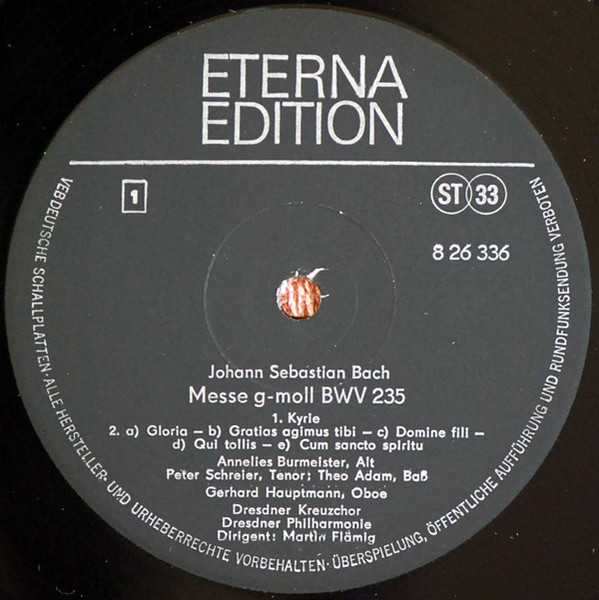 ETERNA
EDITION
1
ST 33
8 26 336
Johann Sebastian Bach
Messe g-moll BWV 235
1. Kyrie
2. a) Gloria – b) Gratias agimus tibi – c) Domine fili –
d) Qui tollis – e) Cum sancto spiritu
Annelies Burmeister, Alt
Peter Schreier, Tenor; Theo Adam, Baß
Gerhard Hauptmann, Oboe
Dresdner Kreuzchor
Dresdner Philharmonie
Dirigent: Martin Flämig
VEB DEUTSCHE SCHALLPLATTEN · ALLE HERSTELLER- UND URHEBERRECHTE VORBEHALTEN · ÜBERSPIELUNG, ÖFFENTLICHE AUFFÜHRUNG UND RUNDFUNKSENDUNG VERBOTEN